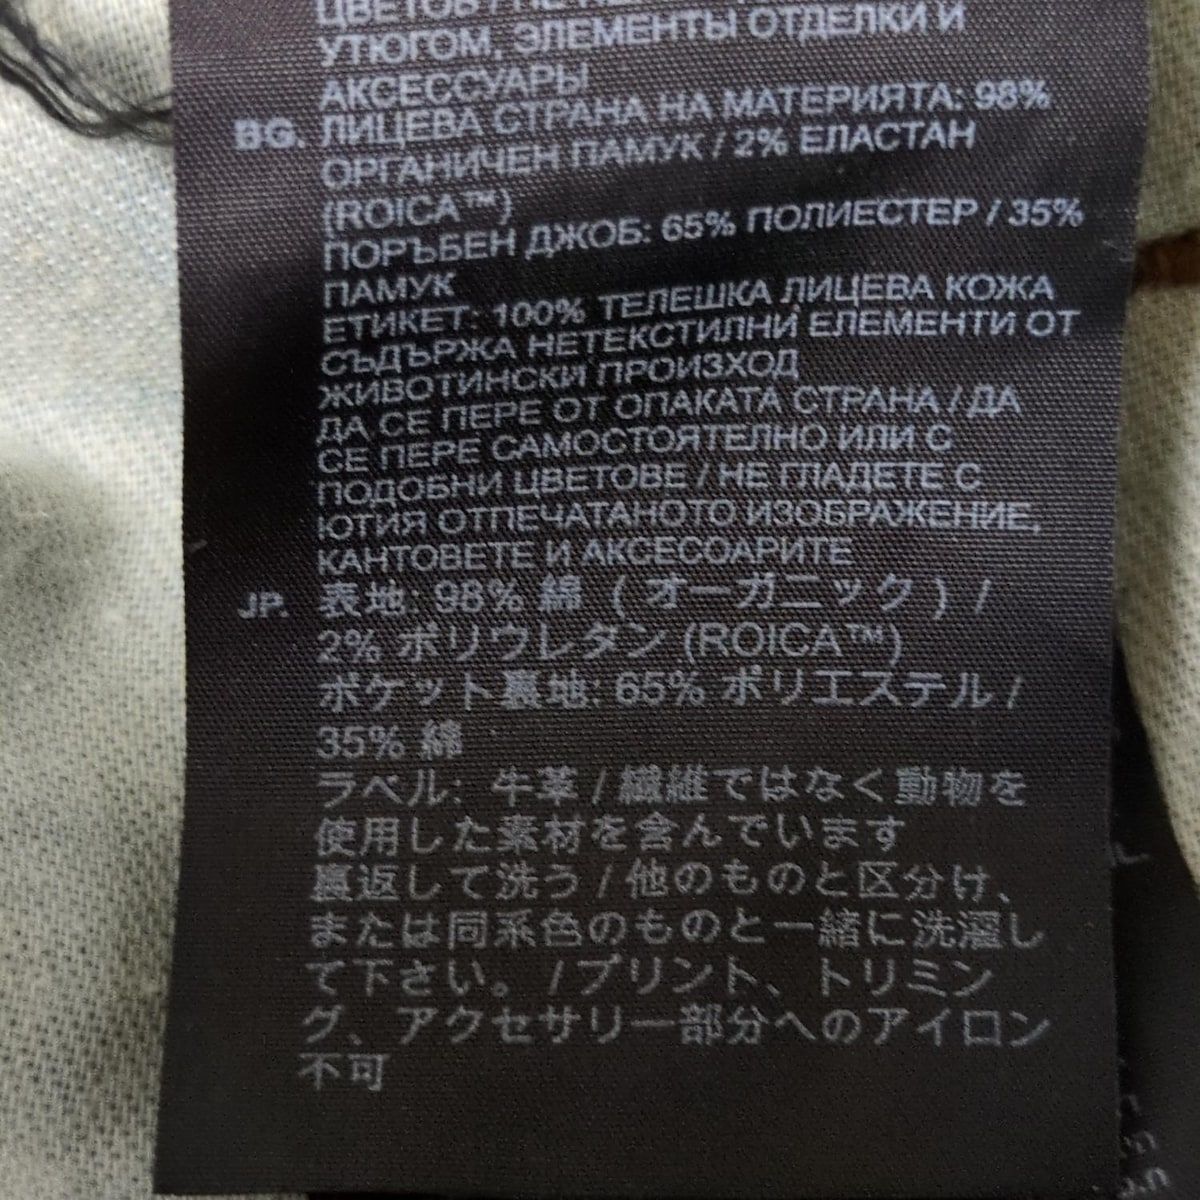 УТЮГОМ, ЭЛЕМЕНТЫ ОТДЕЛКИ И
АКСЕССУАРЫ
BG. ЛИЦЕВА СТРАНА НА МАТЕРИЯТА: 98%
ОРГАНИЧЕН ПАМУК / 2% ЕЛАСТАН
(ROICA™)
ПОРЪБЕН ДЖОБ: 65% ПОЛИЕСТЕР / 35%
ПАМУК
ЕТИКЕТ: 100% ТЕЛЕШКА ЛИЦЕВА КОЖА
СЪДЪРЖА НЕТЕКСТИЛНИ ЕЛЕМЕНТИ ОТ
ЖИВОТИНСКИ ПРОИЗХОД
ДА СЕ ПЕРЕ ОТ ОПАКАТА СТРАНА / ДА
СЕ ПЕРЕ САМОСТОЯТЕЛНО ИЛИ С
ПОДОБНИ ЦВЕТОВЕ / НЕ ГЛАДЕТЕ С
ЮТИЯ ОТПЕЧАТАНОТО ИЗОБРАЖЕНИЕ,
КАНТОВЕТЕ И АКСЕСОАРИТЕ
JP. 表地: 98% 綿 (オーガニック) /
2% ポリウレタン (ROICA™)
ポケット裏地: 65% ポリエステル /
35% 綿
ラベル: 牛革 / 繊維ではなく動物を
使用した素材を含んでいます
裏返して洗う / 他のものと区分け、
または同系色のものと一緒に洗濯し
て下さい。 / プリント、トリミン
グ、アクセサリー部分へのアイロン
不可